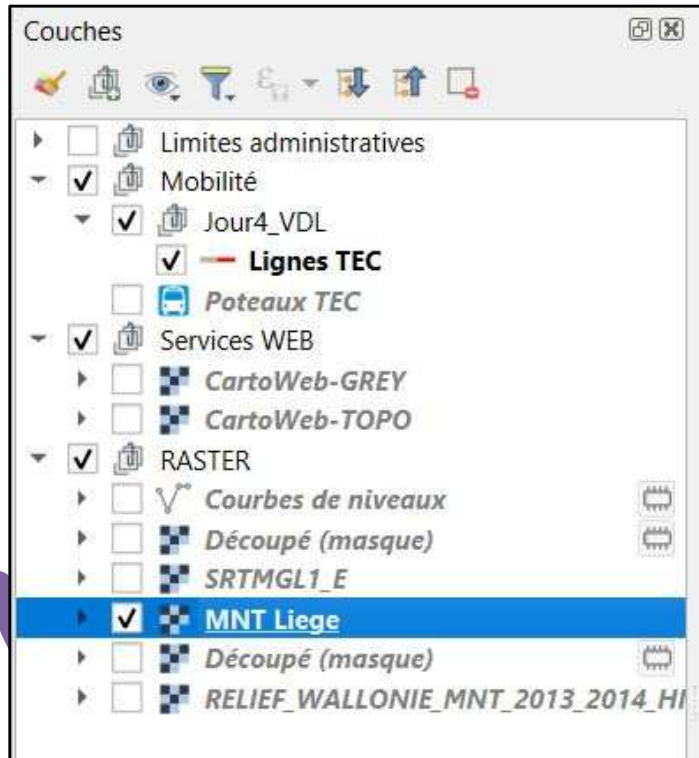 Couches
Limites administratives
Mobilité
Jour4_VDL
Lignes TEC
Poteaux TEC
Services WEB
CartoWeb-GREY
CartoWeb-TOPO
RASTER
Courbes de niveaux
Découpé (masque)
SRTMGL1_E
MNT Liege
Découpé (masque)
RELIEF_WALLONIE_MNT_2013_2014_HI